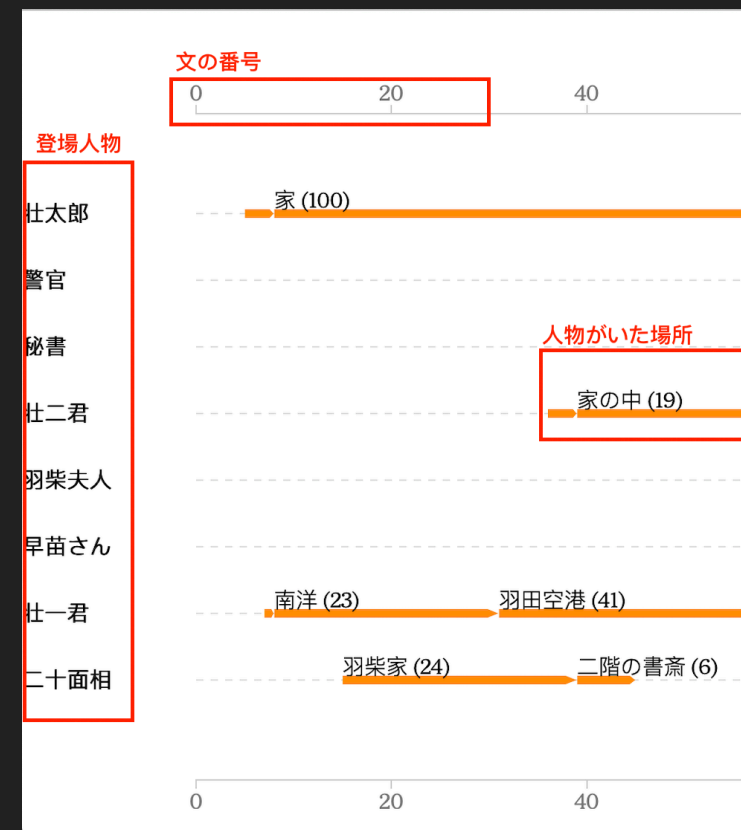 文の番号
0 20 40
登場人物
壮太郎 家 (100)
警官
人物がいた場所
秘書
壮二君 家の中 (19)
羽柴夫人
早苗さん
壮一君 南洋 (23) 羽田空港 (41)
二十面相 羽柴家 (24) 二階の書斎 (6)
0 20 40